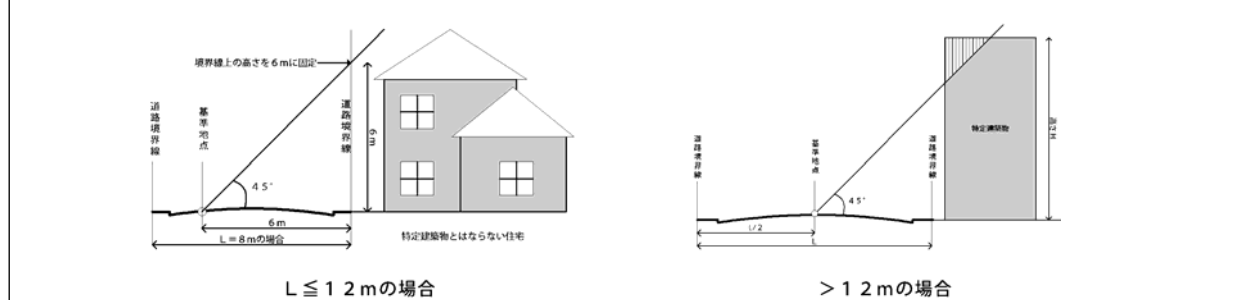 境界線上の高さを6mに固定
道路境界線
基準地点
道路境界線
6m
45°
6m
L=8mの場合
特定建築物とはならない住宅
L≦12mの場合
道路境界線
基準地点
道路境界線
特定建築物
高さH
45°
L/2
L
>12mの場合